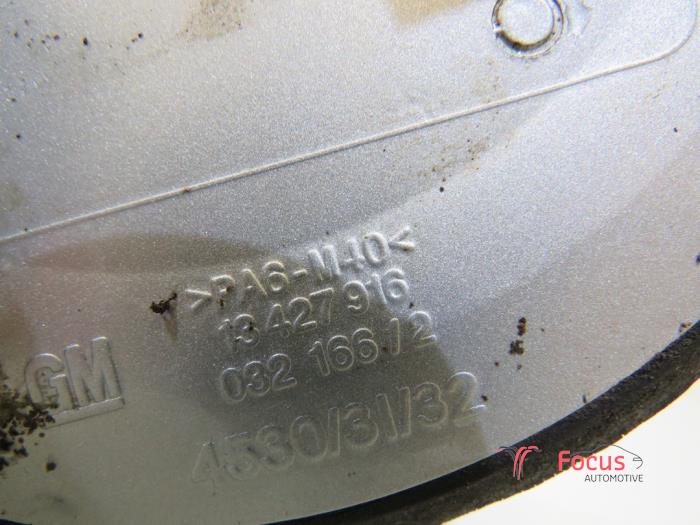 >PA6-M40<
13 427 916
032 166/2
GM
4530/31/32
Focus
AUTOMOTIVE